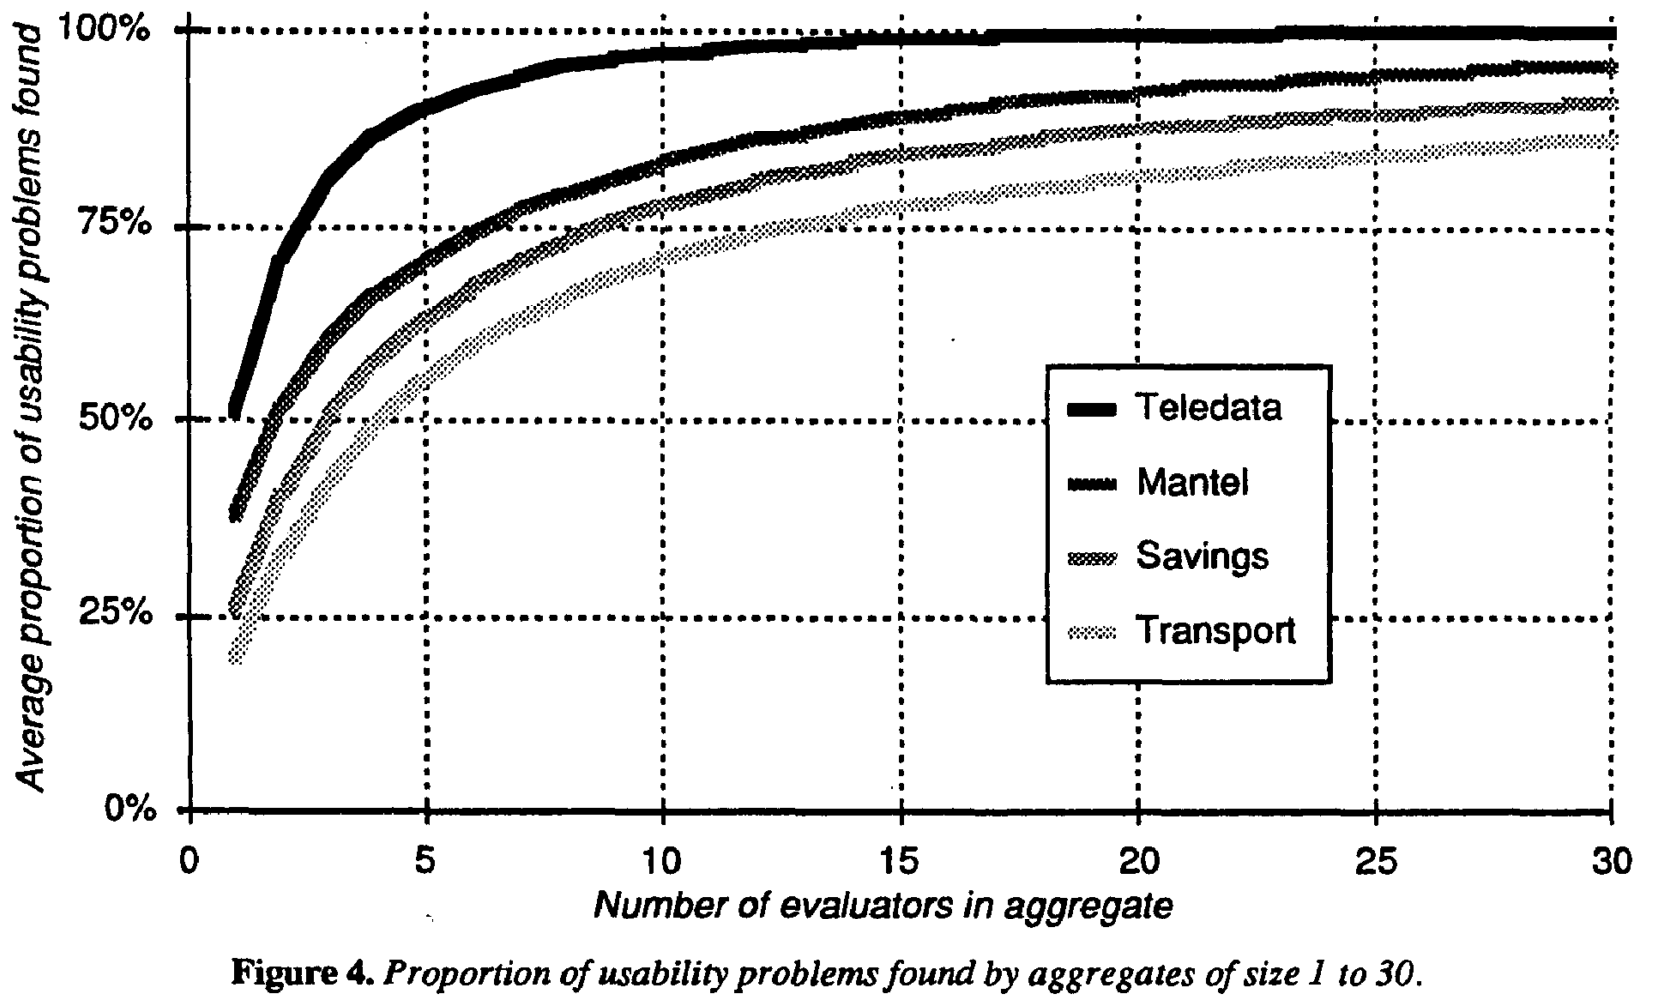 Average proportion of usability problems found
100%
75%
50%
25%
0%
0 5 10 15 20 25 30
Number of evaluators in aggregate
Teledata
Mantel
Savings
Transport
Figure 4. Proportion of usability problems found by aggregates of size 1 to 30.